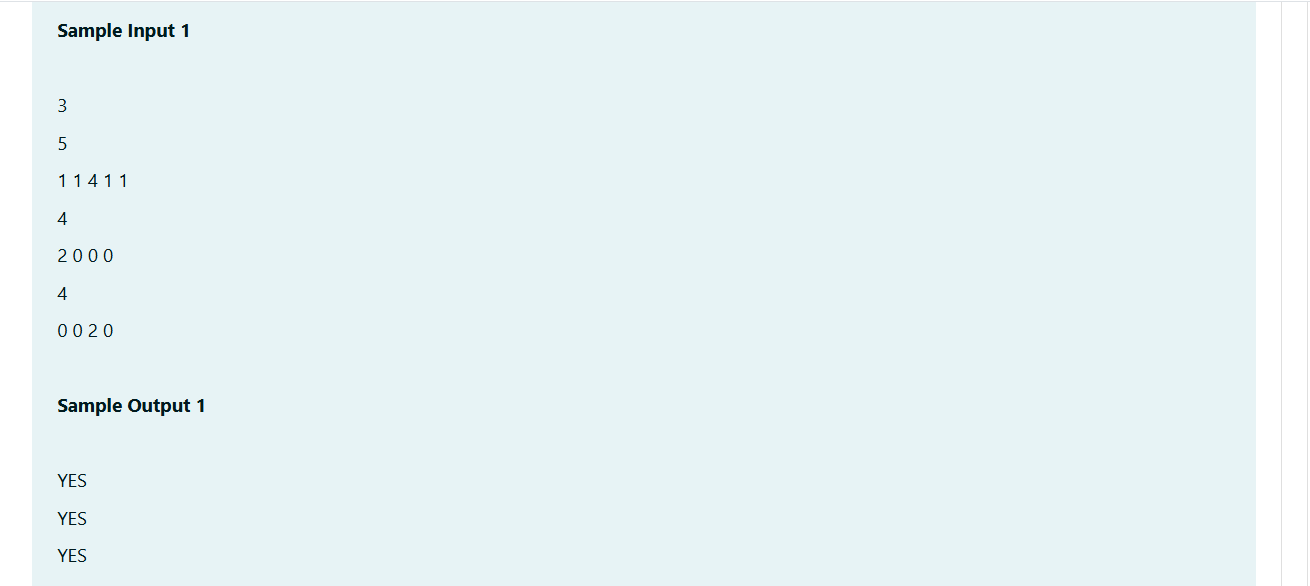 Sample Input 1
3
5
1 1 4 1 1
4
2 0 0 0
4
0 0 2 0
Sample Output 1
YES
YES
YES